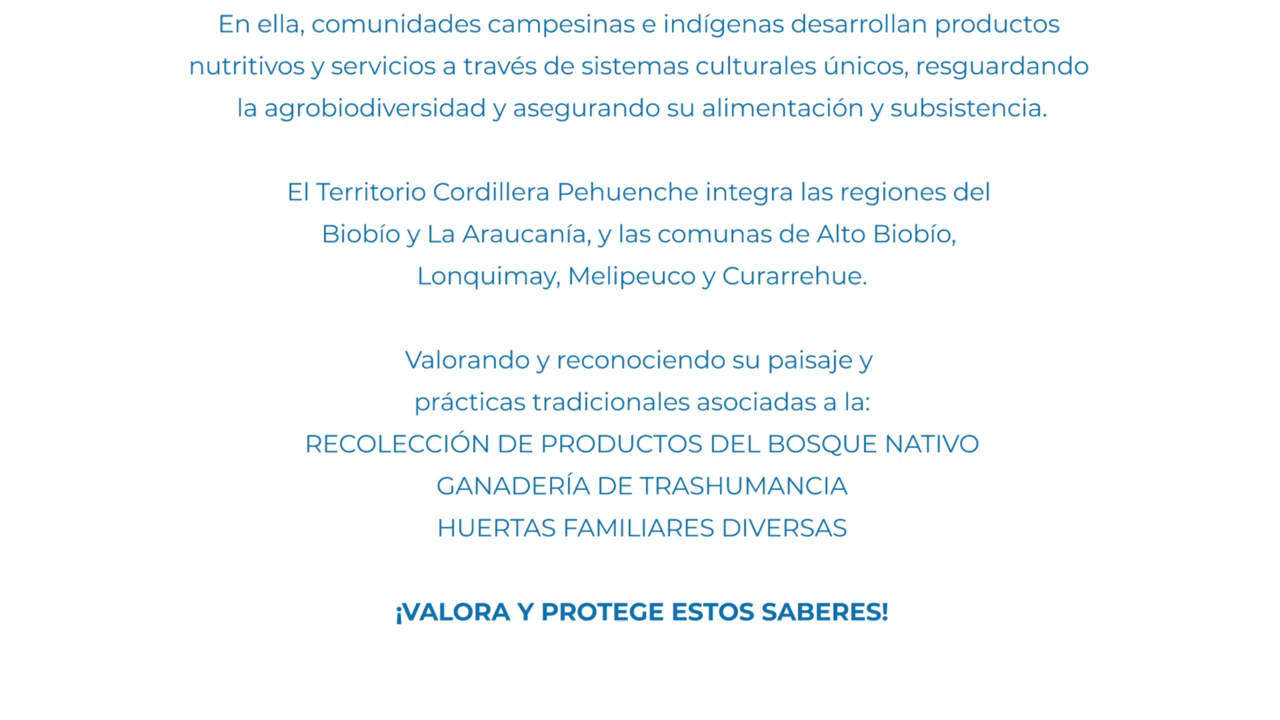 En ella, comunidades campesinas e indígenas desarrollan productos
nutritivos y servicios a través de sistemas culturales únicos, resguardando
la agrobiodiversidad y asegurando su alimentación y subsistencia.
El Territorio Cordillera Pehuenche integra las regiones del
Biobío y La Araucanía, y las comunas de Alto Biobío,
Lonquimay, Melipeuco y Curarrehue.
Valorando y reconociendo su paisaje y
prácticas tradicionales asociadas a la:
RECOLECCIÓN DE PRODUCTOS DEL BOSQUE NATIVO
GANADERÍA DE TRASHUMANCIA
HUERTAS FAMILIARES DIVERSAS
¡VALORA Y PROTEGE ESTOS SABERES!